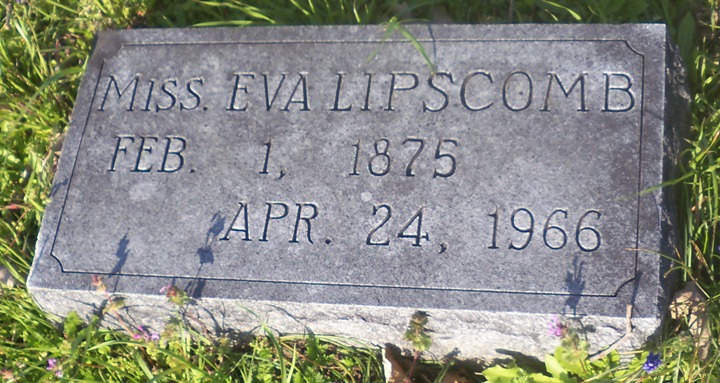 MISS. EVA LIPSCOMB
FEB. 1, 1875
APR. 24, 1966